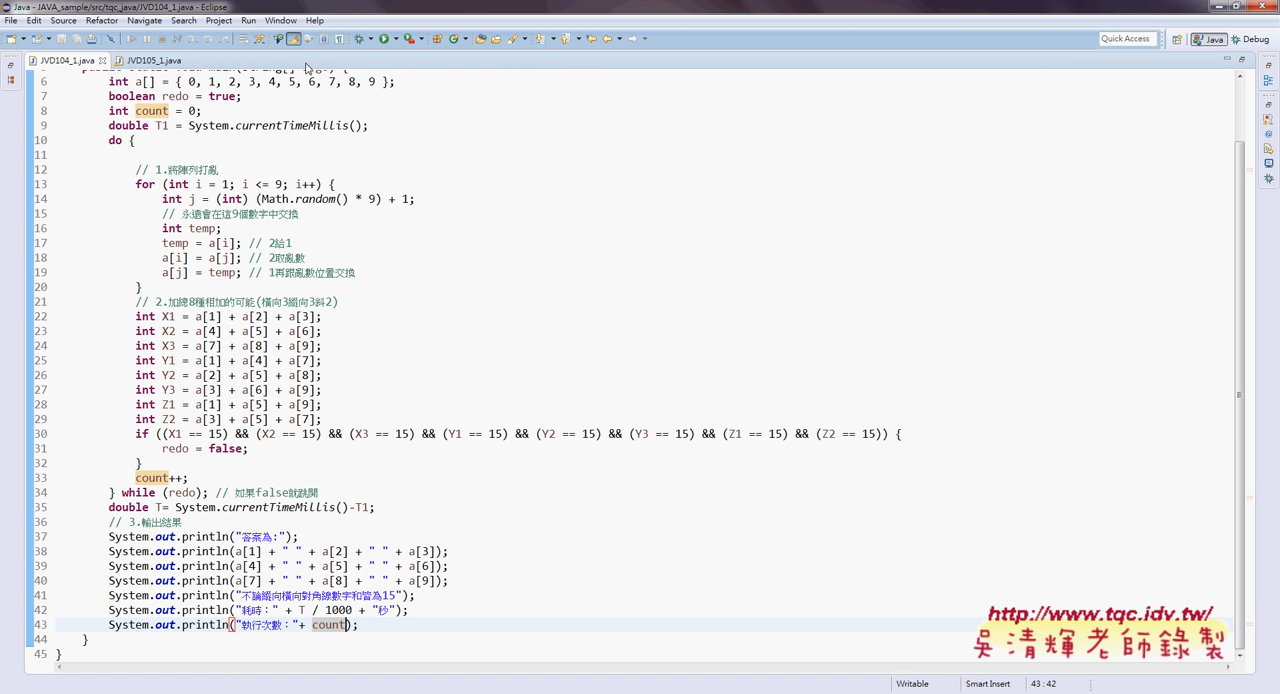 Java - JAVA_sample/src/tqc_java/JVD104_1.java - Eclipse
File Edit Source Refactor Navigate Search Project Run Window Help
Quick Access Java Debug
JVD104_1.java JVD105_1.java
6 int a[] = { 0, 1, 2, 3, 4, 5, 6, 7, 8, 9 };
7 boolean redo = true;
8 int count = 0;
9 double T1 = System.currentTimeMillis();
10 do {
11
12 // 1.將陣列打亂
13 for (int i = 1; i <= 9; i++) {
14 int j = (int) (Math.random() * 9) + 1;
15 // 永遠會在這9個數字中交換
16 int temp;
17 temp = a[i]; // 2給1
18 a[i] = a[j]; // 2取亂數
19 a[j] = temp; // 1再跟亂數位置交換
20 }
21 // 2.加總8種相加的可能(橫向3縱向3斜2)
22 int X1 = a[1] + a[2] + a[3];
23 int X2 = a[4] + a[5] + a[6];
24 int X3 = a[7] + a[8] + a[9];
25 int Y1 = a[1] + a[4] + a[7];
26 int Y2 = a[2] + a[5] + a[8];
27 int Y3 = a[3] + a[6] + a[9];
28 int Z1 = a[1] + a[5] + a[9];
29 int Z2 = a[3] + a[5] + a[7];
30 if ((X1 == 15) && (X2 == 15) && (X3 == 15) && (Y1 == 15) && (Y2 == 15) && (Y3 == 15) && (Z1 == 15) && (Z2 == 15)) {
31 redo = false;
32 }
33 count++;
34 } while (redo); // 如果false就跳開
35 double T= System.currentTimeMillis()-T1;
36 // 3.輸出結果
37 System.out.println("答案為:");
38 System.out.println(a[1] + " " + a[2] + " " + a[3]);
39 System.out.println(a[4] + " " + a[5] + " " + a[6]);
40 System.out.println(a[7] + " " + a[8] + " " + a[9]);
41 System.out.println("不論縱向橫向對角線數字和皆為15");
42 System.out.println("耗時：" + T / 1000 + "秒");
43 System.out.println("執行次數："+ count);
44 }
45 }
http://www.tqc.idv.tw/
吳清輝老師錄製
Writable Smart Insert 43 : 42